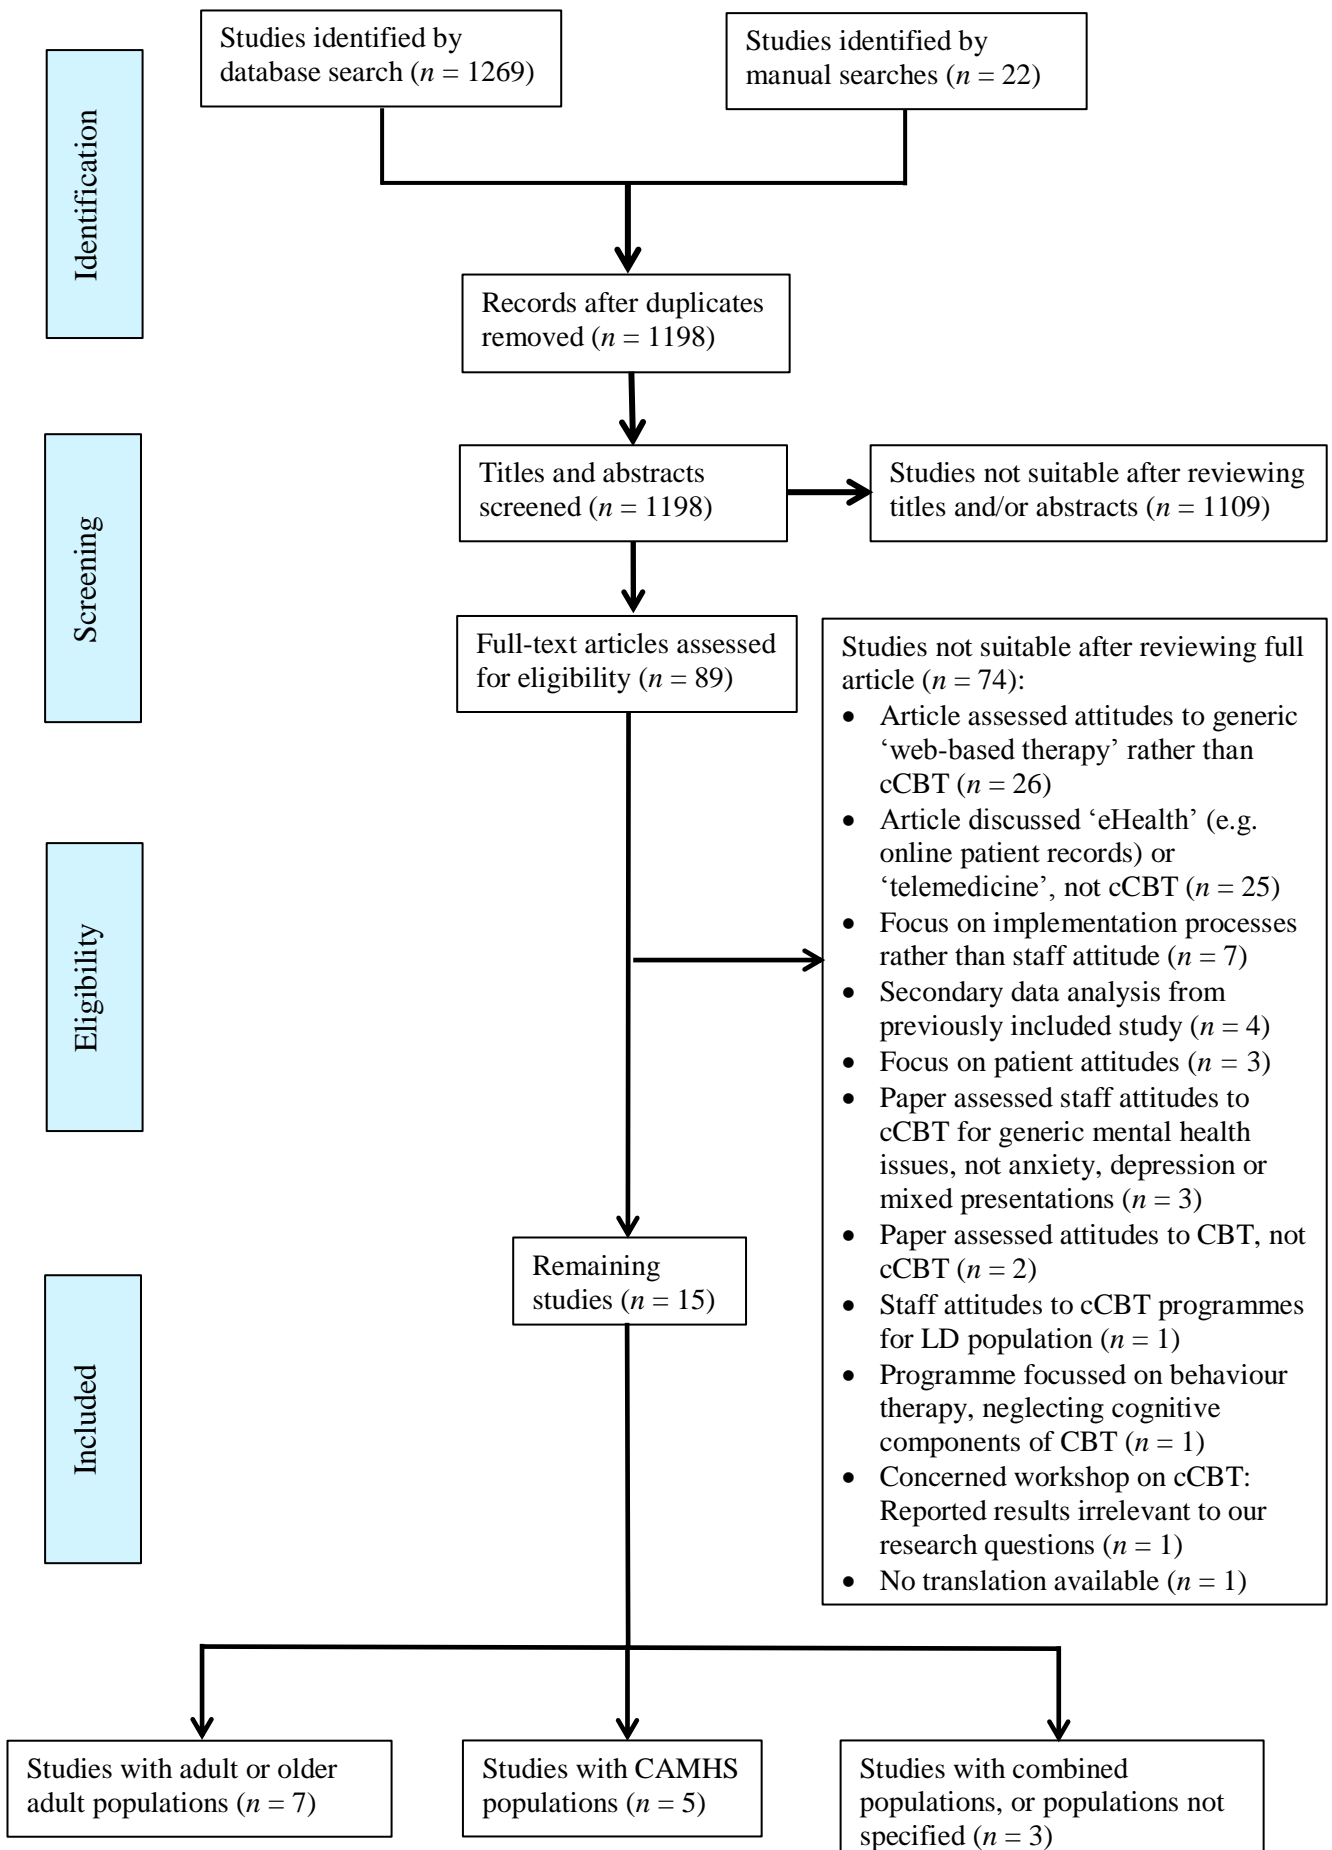 Studies identified by
database search (n = 1269)
Studies identified by
manual searches (n = 22)
Identification
Records after duplicates
removed (n = 1198)
Screening
Titles and abstracts
screened (n = 1198)
Studies not suitable after reviewing
titles and/or abstracts (n = 1109)
Full-text articles assessed
for eligibility (n = 89)
Studies not suitable after reviewing full
article (n = 74):
• Article assessed attitudes to generic
‘web-based therapy’ rather than
cCBT (n = 26)
• Article discussed ‘eHealth’ (e.g.
online patient records) or
‘telemedicine’, not cCBT (n = 25)
• Focus on implementation processes
rather than staff attitude (n = 7)
• Secondary data analysis from
previously included study (n = 4)
• Focus on patient attitudes (n = 3)
• Paper assessed staff attitudes to
cCBT for generic mental health
issues, not anxiety, depression or
mixed presentations (n = 3)
• Paper assessed attitudes to CBT, not
cCBT (n = 2)
• Staff attitudes to cCBT programmes
for LD population (n = 1)
• Programme focussed on behaviour
therapy, neglecting cognitive
components of CBT (n = 1)
• Concerned workshop on cCBT:
Reported results irrelevant to our
research questions (n = 1)
• No translation available (n = 1)
Eligibility
Remaining
studies (n = 15)
Included
Studies with adult or older
adult populations (n = 7)
Studies with CAMHS
populations (n = 5)
Studies with combined
populations, or populations not
specified (n = 3)